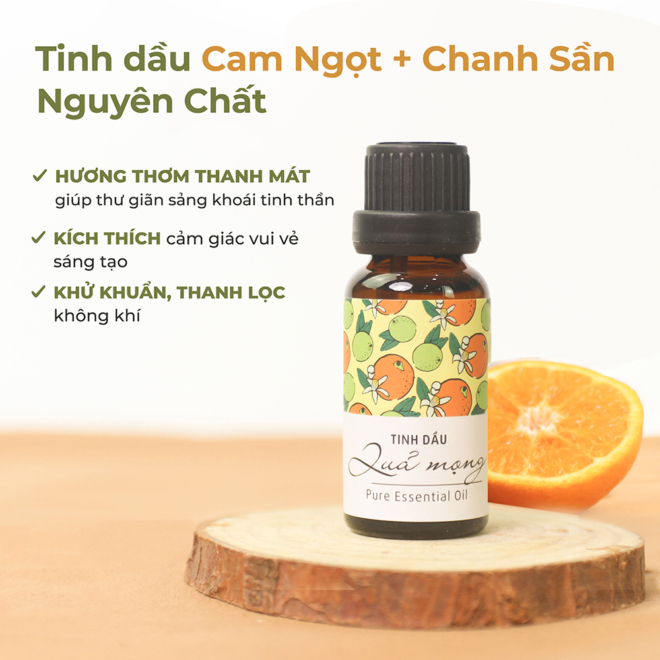 Tinh dầu Cam Ngọt + Chanh Sần
Nguyên Chất
HƯƠNG THƠM THANH MÁT
giúp thư giãn sảng khoái tinh thần
KÍCH THÍCH cảm giác vui vẻ
sáng tạo
KHỬ KHUẨN, THANH LỌC
không khí
TINH DẦU
Quả mọng
Pure Essential Oil